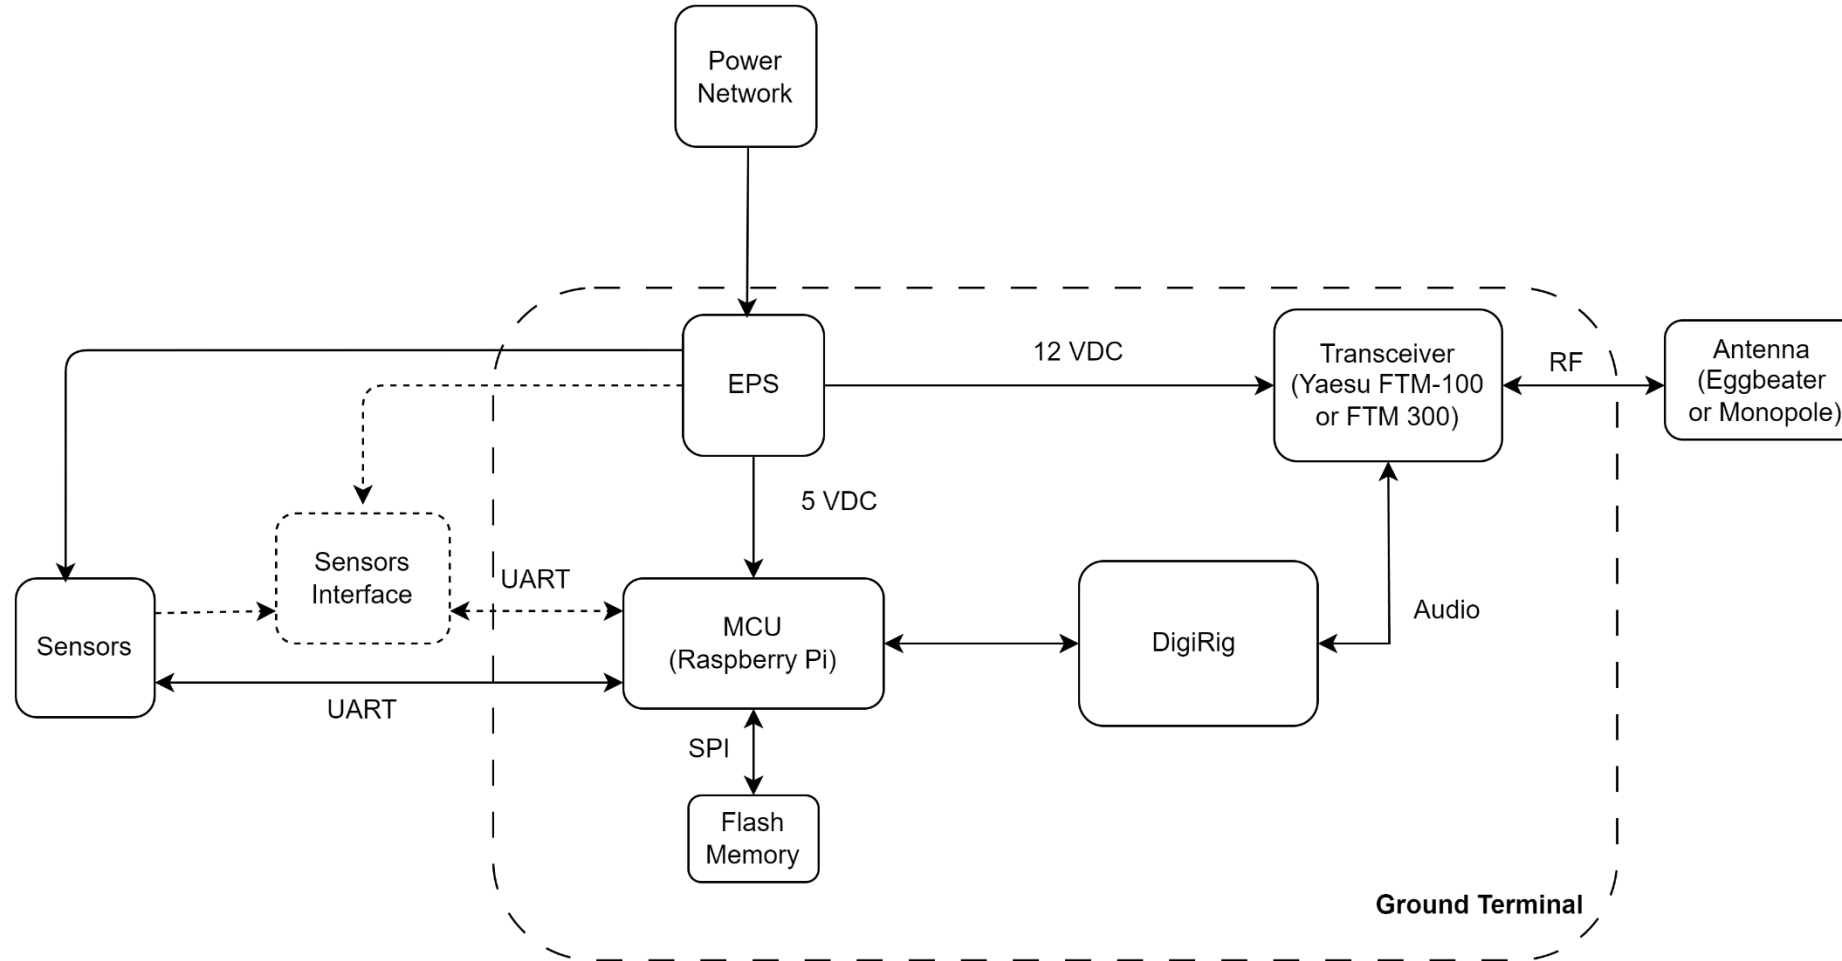 Power
Network
EPS
12 VDC
Transceiver
(Yaesu FTM-100
or FTM 300)
RF
Antenna
(Eggbeater
or Monopole)
5 VDC
Sensors
Interface
UART
Sensors
UART
MCU
(Raspberry Pi)
DigiRig
Audio
SPI
Flash
Memory
Ground Terminal